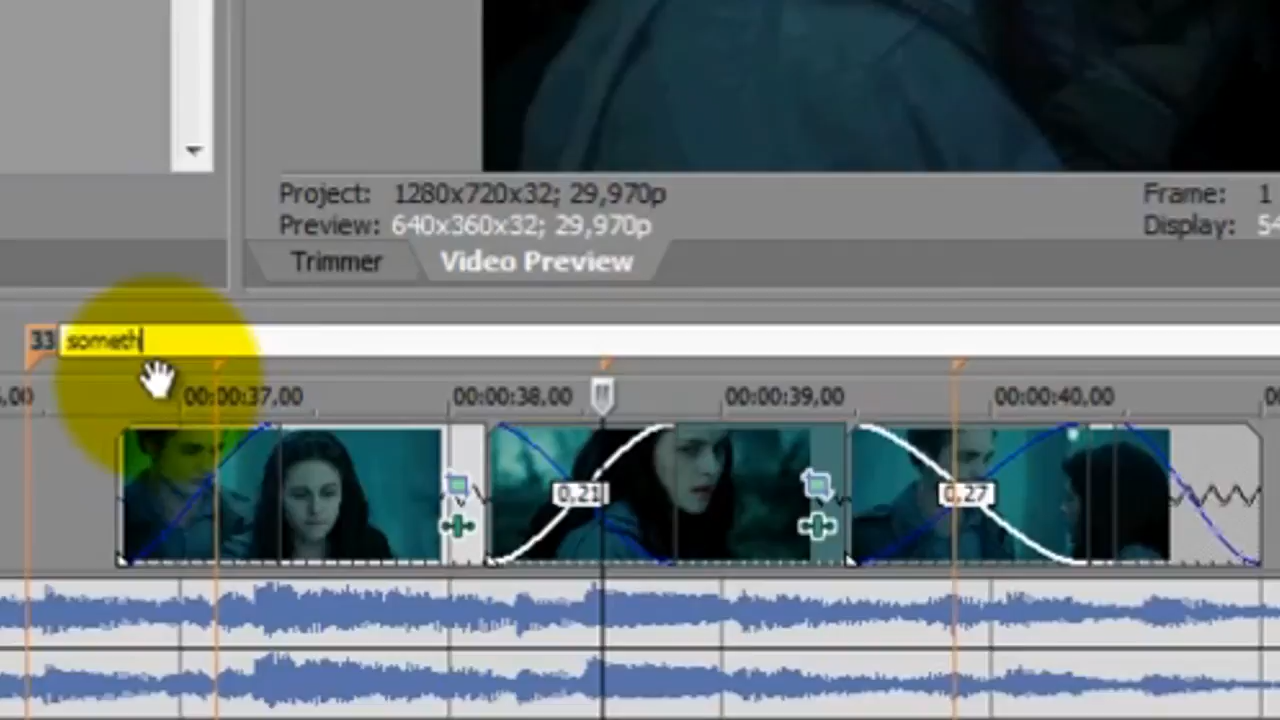 Project: 1280x720x32; 29,970p
Frame: 1
Preview: 640x360x32; 29,970p
Display:
Trimmer
Video Preview
33 someth
00:00:37,00
00:00:38,00
00:00:39,00
00:00:40,00
0.21
0.27